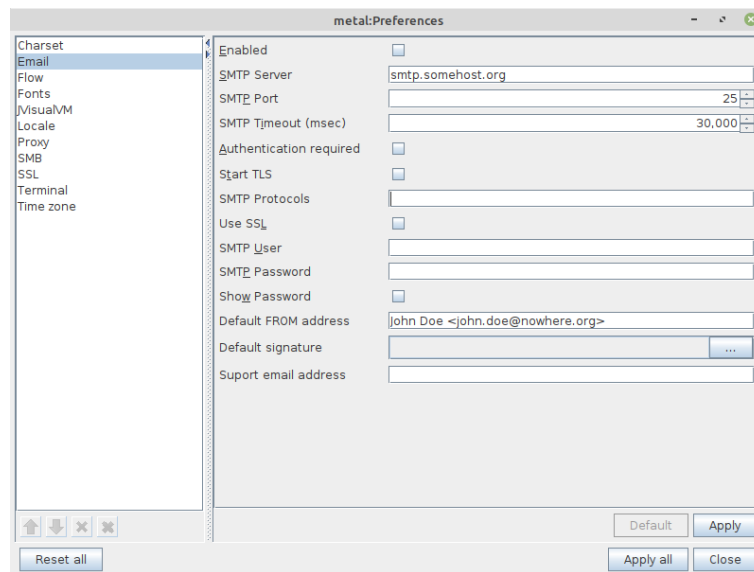 metal:Preferences
Charset
Email
Flow
Fonts
JVisualVM
Locale
Proxy
SMB
SSL
Terminal
Time zone
Enabled
SMTP Server smtp.somehost.org
SMTP Port 25
SMTP Timeout (msec) 30,000
Authentication required
Start TLS
SMTP Protocols
Use SSL
SMTP User
SMTP Password
Show Password
Default FROM address John Doe <john.doe@nowhere.org>
Default signature ...
Suport email address
Default Apply
Reset all Apply all Close